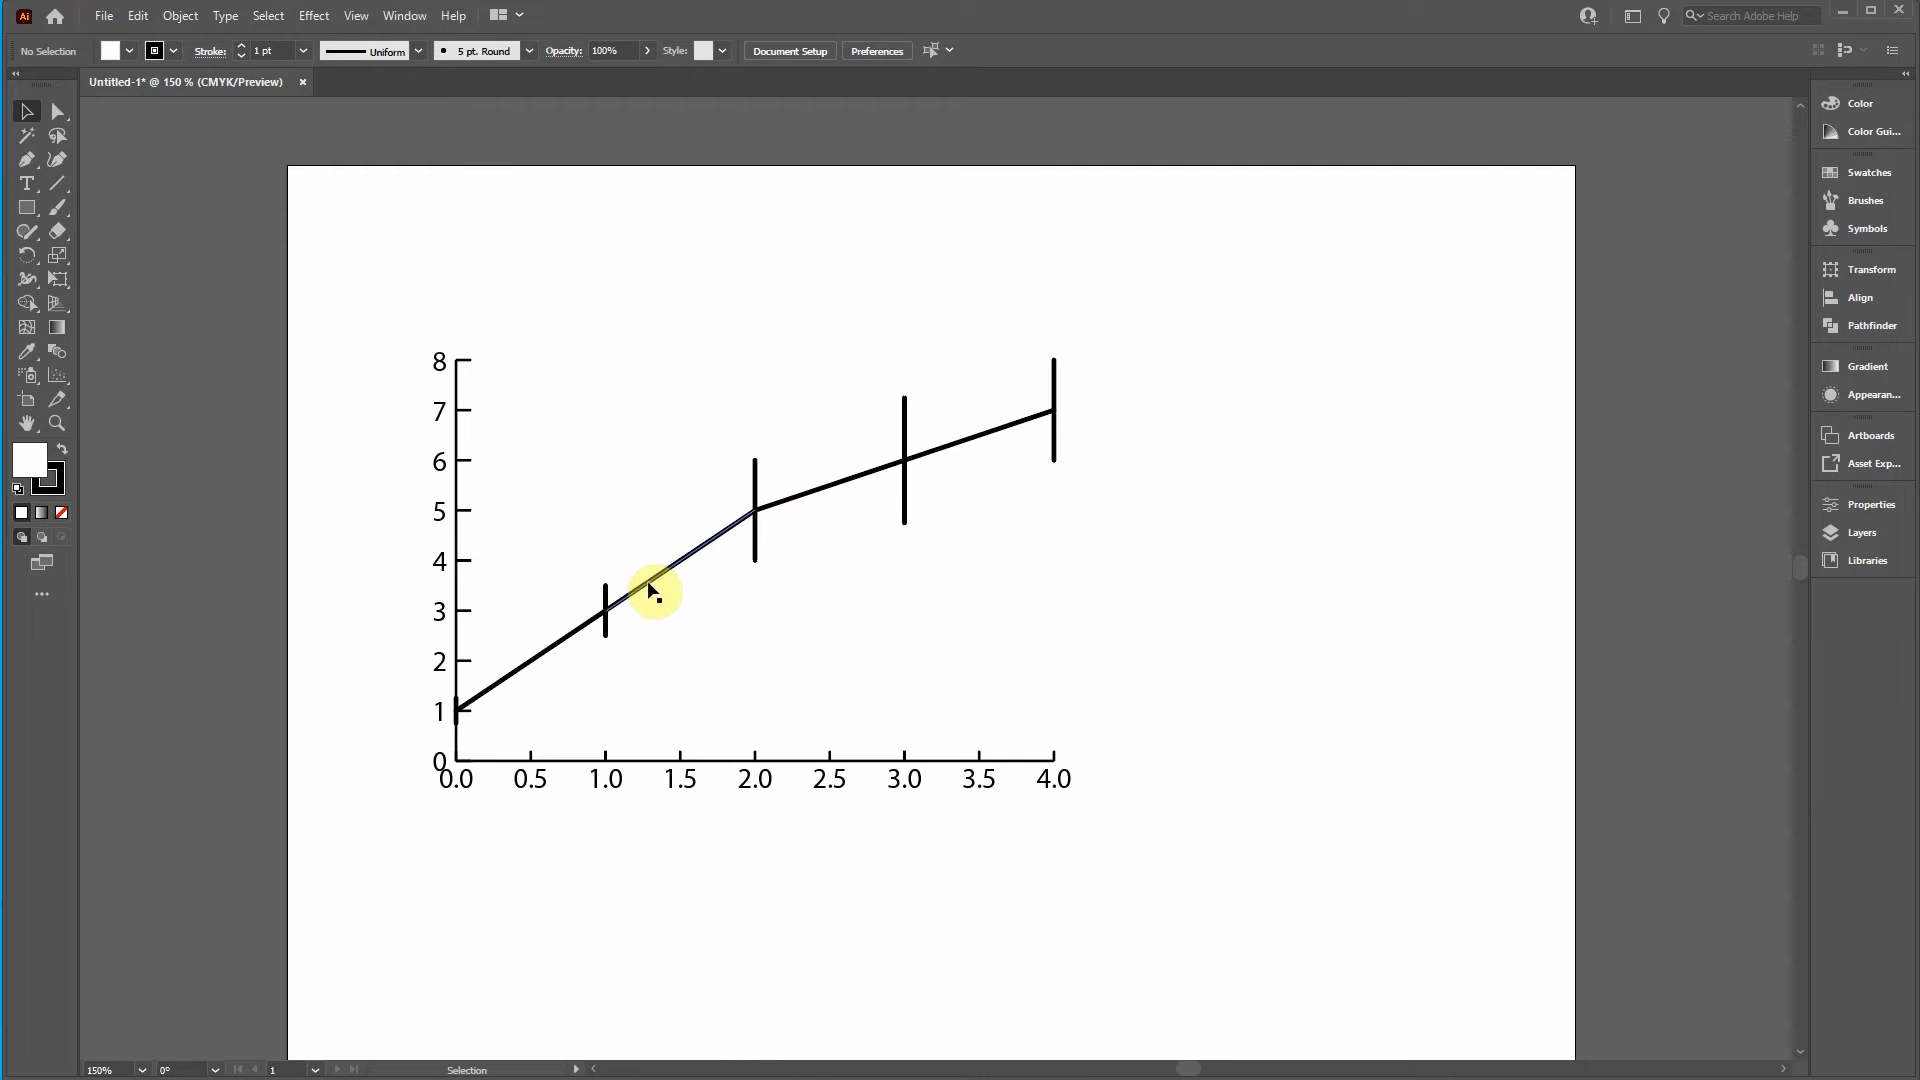 Ai File Edit Object Type Select Effect View Window Help Search Adobe Help
No Selection Stroke: 1 pt Uniform 5 pt. Round Opacity: 100% Style: Document Setup Preferences
Untitled-1* @ 150 % (CMYK/Preview)
Color
Color Gui...
Swatches
Brushes
Symbols
Transform
Align
Pathfinder
Gradient
Appearan...
Artboards
Asset Exp...
Properties
Layers
Libraries
8
7
6
5
4
3
2
1
0
0.0 0.5 1.0 1.5 2.0 2.5 3.0 3.5 4.0
150% 0° 1 Selection